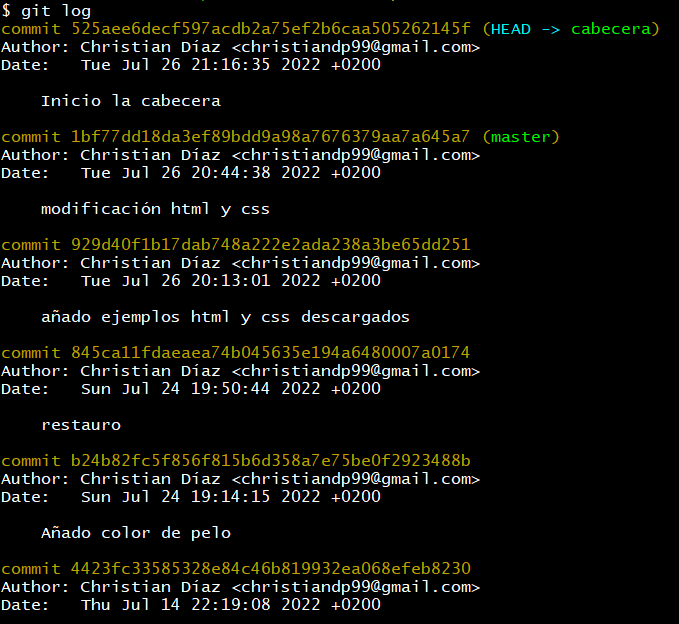 $ git log
commit 525aee6decf597acdb2a75ef2b6caa505262145f (HEAD -> cabecera)
Author: Christian Díaz <christiandp99@gmail.com>
Date:   Tue Jul 26 21:16:35 2022 +0200
Inicio la cabecera
commit 1bf77dd18da3ef89bdd9a98a7676379aa7a645a7 (master)
Author: Christian Díaz <christiandp99@gmail.com>
Date:   Tue Jul 26 20:44:38 2022 +0200
modificación html y css
commit 929d40f1b17dab748a222e2ada238a3be65dd251
Author: Christian Díaz <christiandp99@gmail.com>
Date:   Tue Jul 26 20:13:01 2022 +0200
añado ejemplos html y css descargados
commit 845ca11fdaeaea74b045635e194a6480007a0174
Author: Christian Díaz <christiandp99@gmail.com>
Date:   Sun Jul 24 19:50:44 2022 +0200
restauro
commit b24b82fc5f856f815b6d358a7e75be0f2923488b
Author: Christian Díaz <christiandp99@gmail.com>
Date:   Sun Jul 24 19:14:15 2022 +0200
Añado color de pelo
commit 4423fc33585328e84c46b819932ea068efeb8230
Author: Christian Díaz <christiandp99@gmail.com>
Date:   Thu Jul 14 22:19:08 2022 +0200